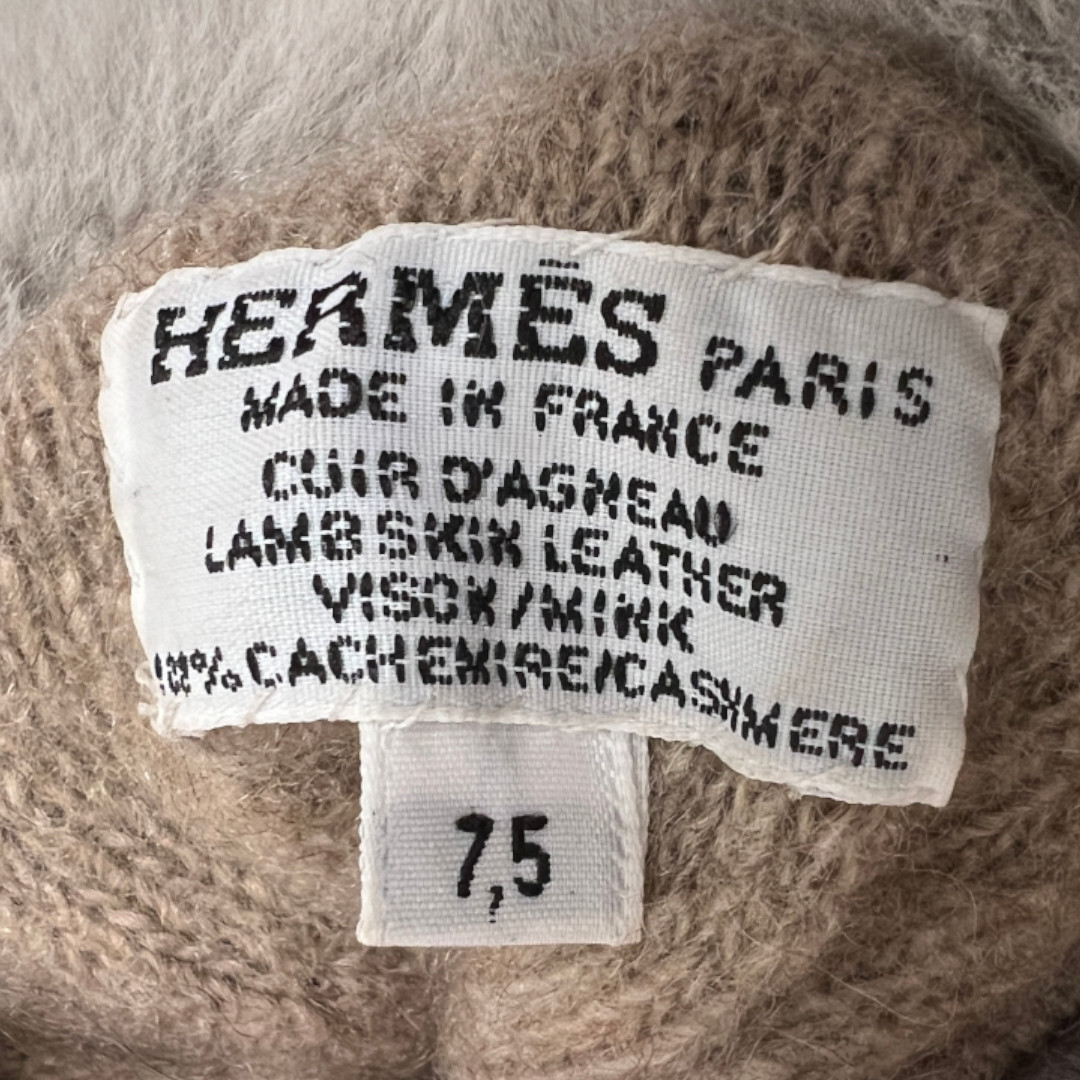 HERMÈS PARIS
MADE IN FRANCE
CUIR D'AGNEAU
LAMB SKIN LEATHER
VISON/MINK
CACHEMIRE/CASHMERE
7,5